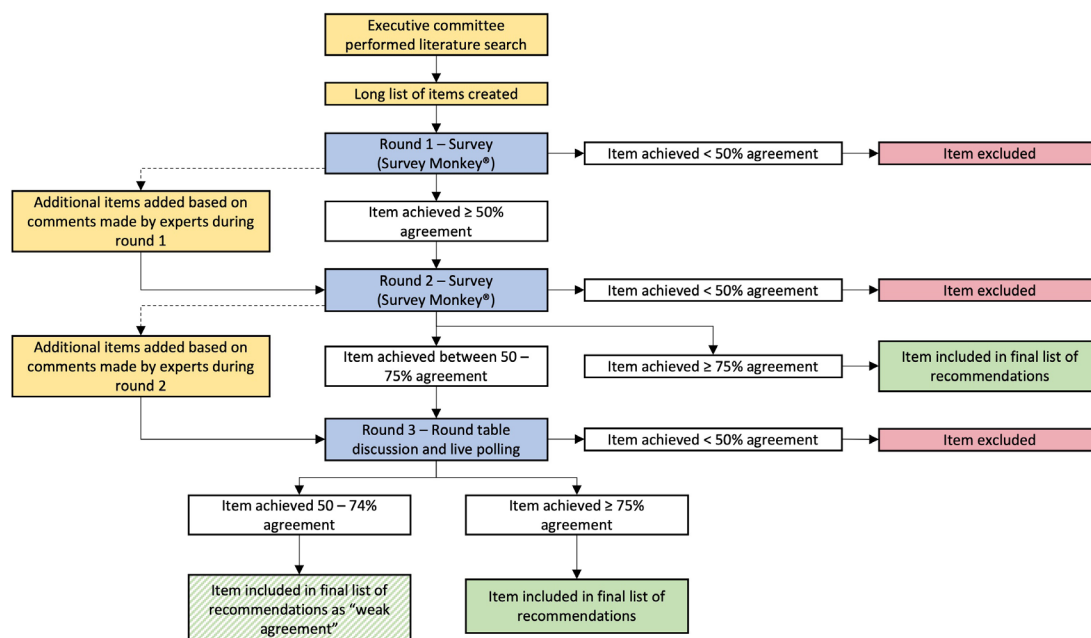 Executive committee
performed literature search
Long list of items created
Round 1 – Survey
(Survey Monkey®)
Item achieved < 50% agreement
Item excluded
Additional items added based on
comments made by experts during
round 1
Item achieved ≥ 50%
agreement
Round 2 – Survey
(Survey Monkey®)
Item achieved <50% agreement
Item excluded
Additional items added based on
comments made by experts during
round 2
Item achieved between 50 –
75% agreement
Item achieved ≥ 75% agreement
Item included in final list of
recommendations
Round 3 – Round table
discussion and live polling
Item achieved < 50% agreement
Item excluded
Item achieved 50 – 74%
agreement
Item achieved ≥ 75%
agreement
Item included in final list of
recommendations as “weak
agreement”
Item included in final list of
recommendations